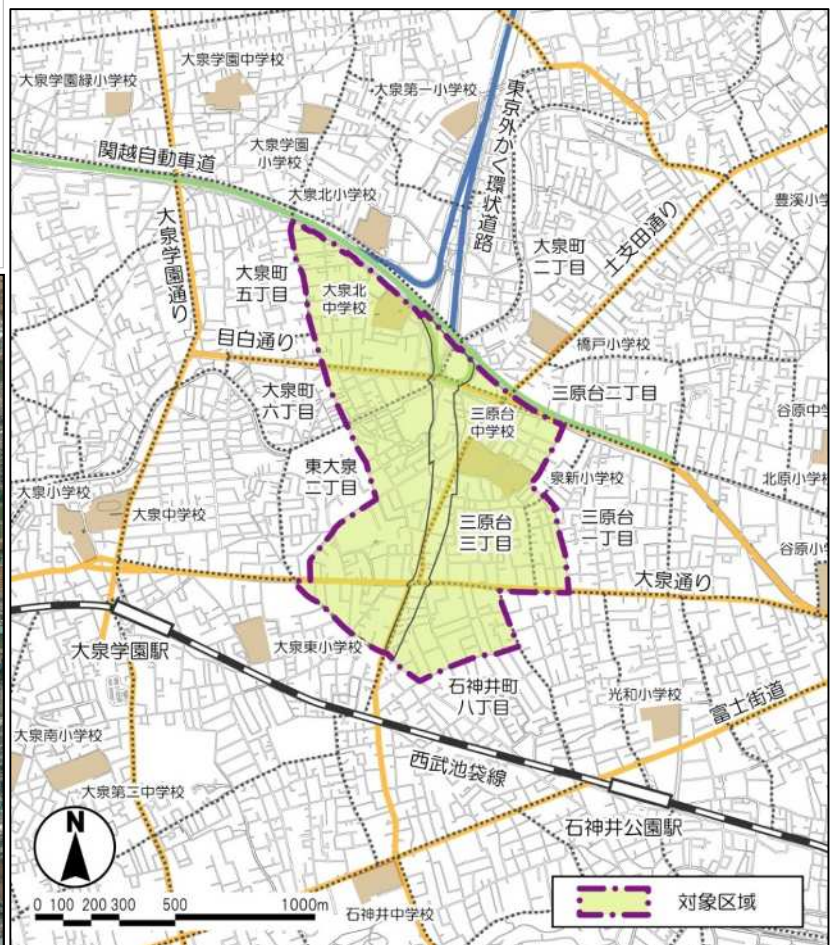 大泉学園中学校
大泉学園緑小学校
大泉第一小学校
東京外かく環状道路
大泉学園
小学校
関越自動車道
大泉北小学校
豊溪小
大泉学園通り
大泉町
五丁目
大泉町
二丁目
土支田通り
大泉北
中学校
目白通り
橋戸小学校
大泉町
六丁目
三原台二丁目
三原台
中学校
谷原中
東大泉
二丁目
泉新小学校
北原小学校
大泉小学校
大泉中学校
三原台
三丁目
三原台
一丁目
谷原小
大泉通り
大泉学園駅
大泉東小学校
石神井町
八丁目
光和小学校
富士街道
大泉南小学校
西武池袋線
大泉第二中学校
石神井公園駅
N
0 100 200 300 500 1000m
石神井中学校
対象区域